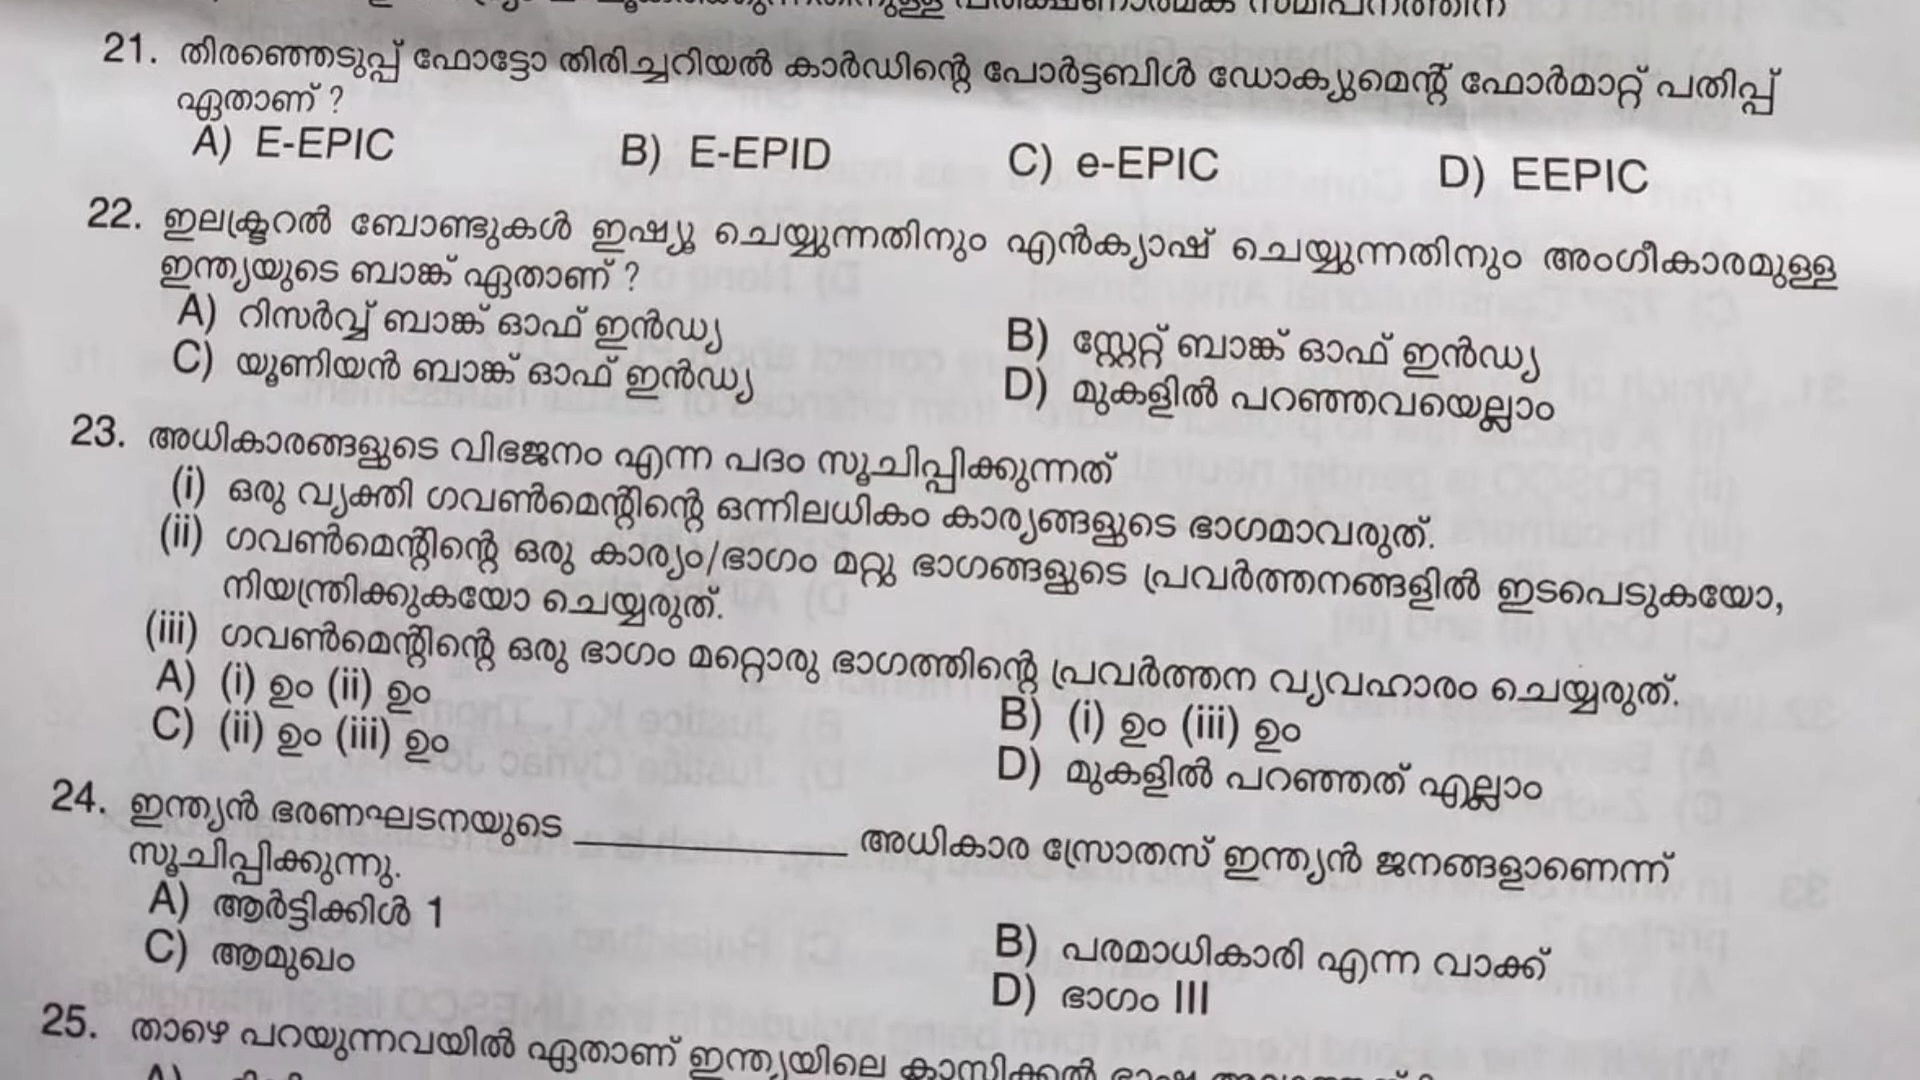 21. തിരഞ്ഞെടുപ്പ് ഫോട്ടോ തിരിച്ചറിയൽ കാർഡിന്റെ പോർട്ടബിൾ ഡോക്യുമെന്റ് ഫോർമാറ്റ് പതിപ്പ്
ഏതാണ് ?
A) E-EPIC B) E-EPID C) e-EPIC D) EEPIC
22. ഇലക്ടറൽ ബോണ്ടുകൾ ഇഷ്യൂ ചെയ്യുന്നതിനും എൻക്യാഷ് ചെയ്യുന്നതിനും അംഗീകാരമുള്ള
ഇന്ത്യയുടെ ബാങ്ക് ഏതാണ് ?
A) റിസർവ്വ് ബാങ്ക് ഓഫ് ഇൻഡ്യ B) സ്റ്റേറ്റ് ബാങ്ക് ഓഫ് ഇൻഡ്യ
C) യൂണിയൻ ബാങ്ക് ഓഫ് ഇൻഡ്യ D) മുകളിൽ പറഞ്ഞവയെല്ലാം
23. അധികാരങ്ങളുടെ വിഭജനം എന്ന പദം സൂചിപ്പിക്കുന്നത്
(i) ഒരു വ്യക്തി ഗവൺമെന്റിന്റെ ഒന്നിലധികം കാര്യങ്ങളുടെ ഭാഗമാവരുത്.
(ii) ഗവൺമെന്റിന്റെ ഒരു കാര്യം/ഭാഗം മറ്റു ഭാഗങ്ങളുടെ പ്രവർത്തനങ്ങളിൽ ഇടപെടുകയോ,
നിയന്ത്രിക്കുകയോ ചെയ്യരുത്.
(iii) ഗവൺമെന്റിന്റെ ഒരു ഭാഗം മറ്റൊരു ഭാഗത്തിന്റെ പ്രവർത്തന വ്യവഹാരം ചെയ്യരുത്.
A) (i) ഉം (ii) ഉം B) (i) ഉം (iii) ഉം
C) (ii) ഉം (iii) ഉം D) മുകളിൽ പറഞ്ഞത് എല്ലാം
24. ഇന്ത്യൻ ഭരണഘടനയുടെ ____________ അധികാര സ്രോതസ് ഇന്ത്യൻ ജനങ്ങളാണെന്ന്
സൂചിപ്പിക്കുന്നു.
A) ആർട്ടിക്കിൾ 1 B) പരമാധികാരി എന്ന വാക്ക്
C) ആമുഖം D) ഭാഗം III
25. താഴെ പറയുന്നവയിൽ ഏതാണ് ഇന്ത്യയിലെ ക്ലാസിക്കൽ ഭാഷ